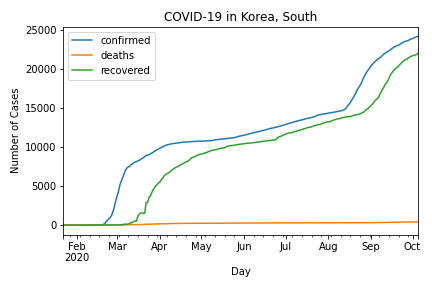 COVID-19 in Korea, South
confirmed
deaths
recovered
Number of Cases
25000
20000
15000
10000
5000
0
Feb Mar Apr May Jun Jul Aug Sep Oct
2020
Day